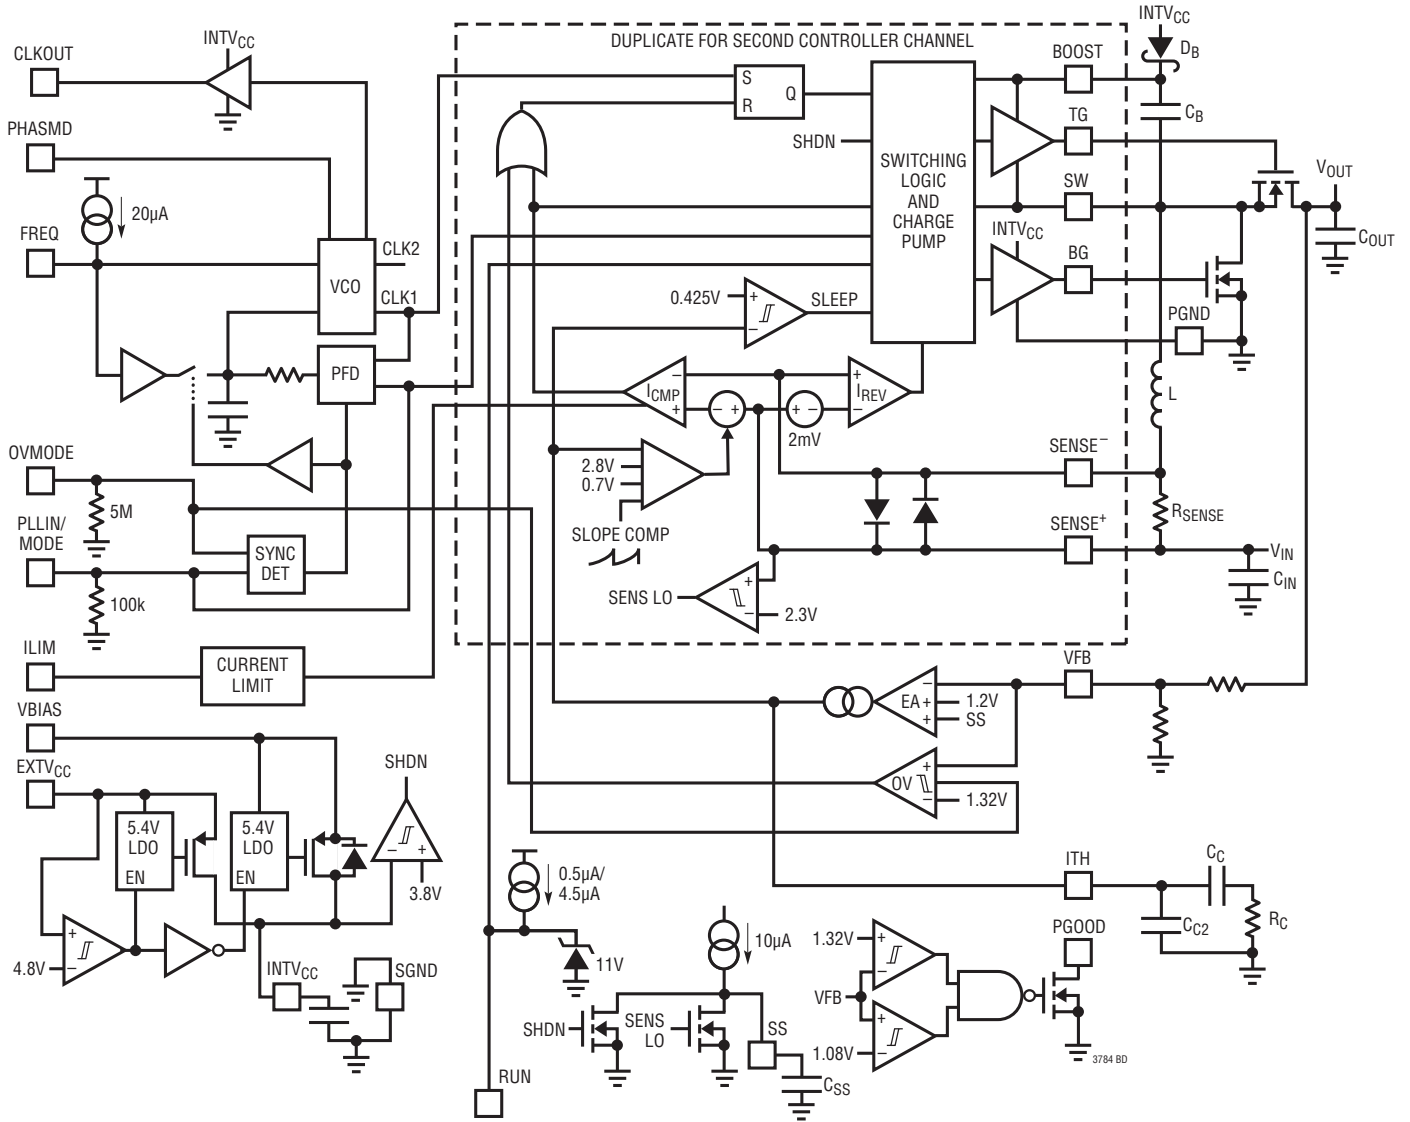 DUPLICATE FOR SECOND CONTROLLER CHANNEL
INTVCC
CLKOUT
INTVCC
DB
BOOST
S
R
Q
CB
TG
PHASMD
SHDN
SWITCHING
LOGIC
AND
CHARGE
PUMP
VOUT
SW
20µA
FREQ
CLK2
VCO
CLK1
INTVCC
BG
COUT
0.425V
+
−
SLEEP
PGND
PFD
ICMP
−
+
− +
+ −
2mV
+
−
IREV
L
OVMODE
5M
2.8V
0.7V
SLOPE COMP
SENSE−
RSENSE
PLLIN/
MODE
SYNC
DET
SENSE+
VIN
CIN
100k
SENS LO
+
−
2.3V
ILIM
CURRENT
LIMIT
VFB
VBIAS
EA
−
+
+
1.2V
SS
EXTVCC
SHDN
OV
+
−
1.32V
5.4V
LDO
EN
5.4V
LDO
EN
− +
3.8V
ITH
CC
0.5µA/
4.5µA
CC2
RC
+
−
4.8V
10µA
PGOOD
1.32V
+
−
11V
INTVCC
SGND
VFB
SHDN
SENS
LO
SS
+
−
1.08V
3784 BD
RUN
CSS